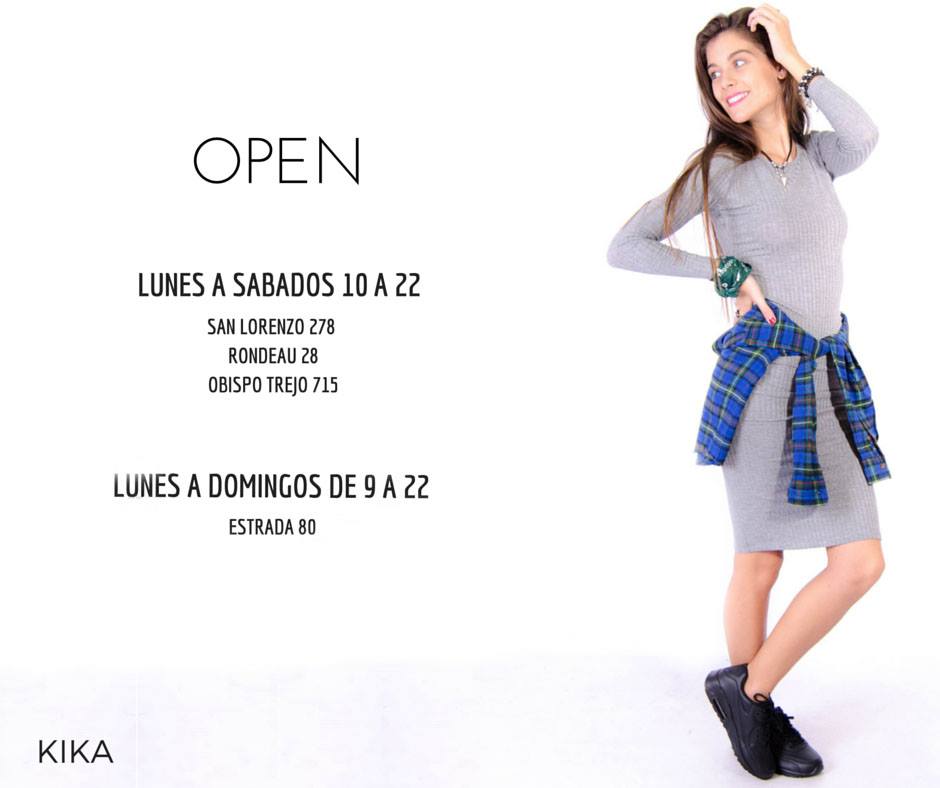 OPEN
LUNES A SABADOS 10 A 22
SAN LORENZO 278
RONDEAU 28
OBISPO TREJO 715
LUNES A DOMINGOS DE 9 A 22
ESTRADA 80
KIKA